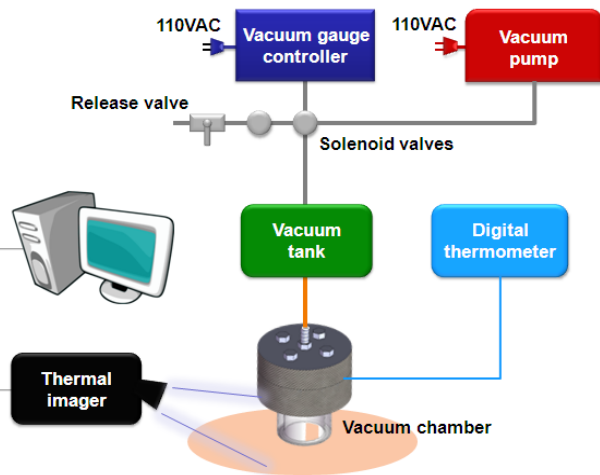 110VAC
Vacuum gauge
controller
110VAC
Vacuum
pump
Release valve
Solenoid valves
Vacuum
tank
Digital
thermometer
Thermal
imager
Vacuum chamber